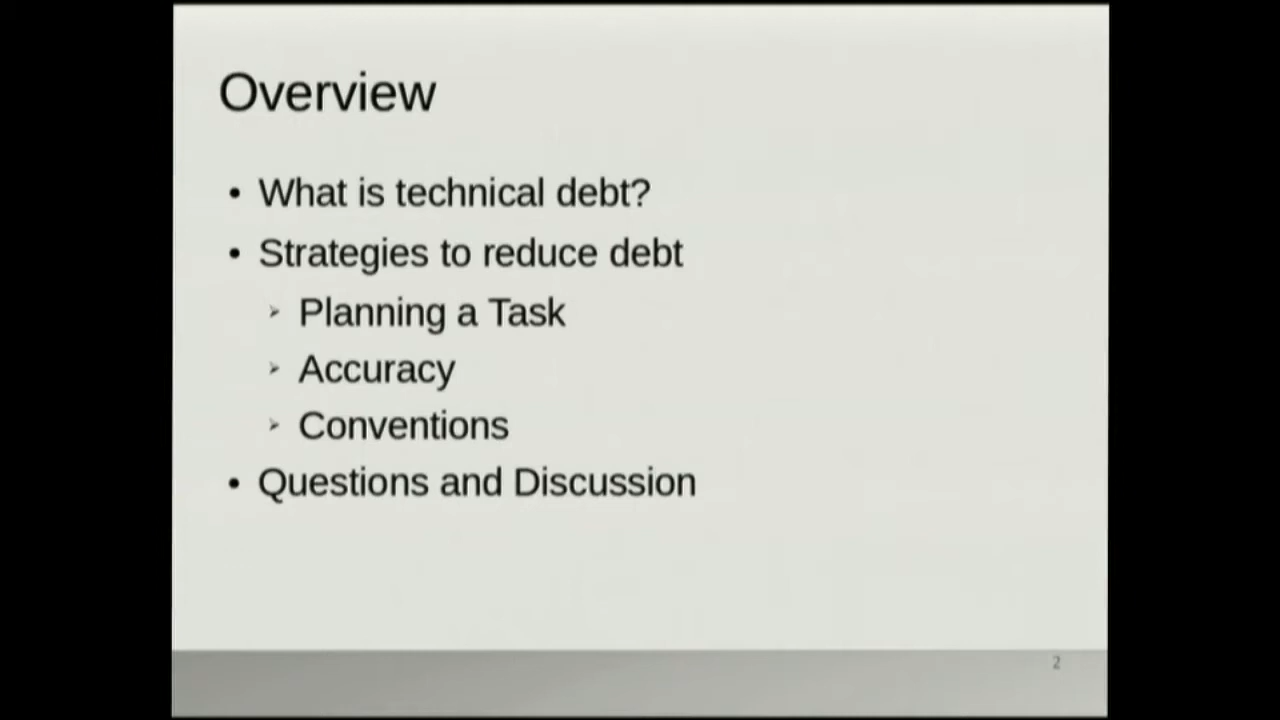 Overview
• What is technical debt?
• Strategies to reduce debt
➢ Planning a Task
➢ Accuracy
➢ Conventions
• Questions and Discussion
2